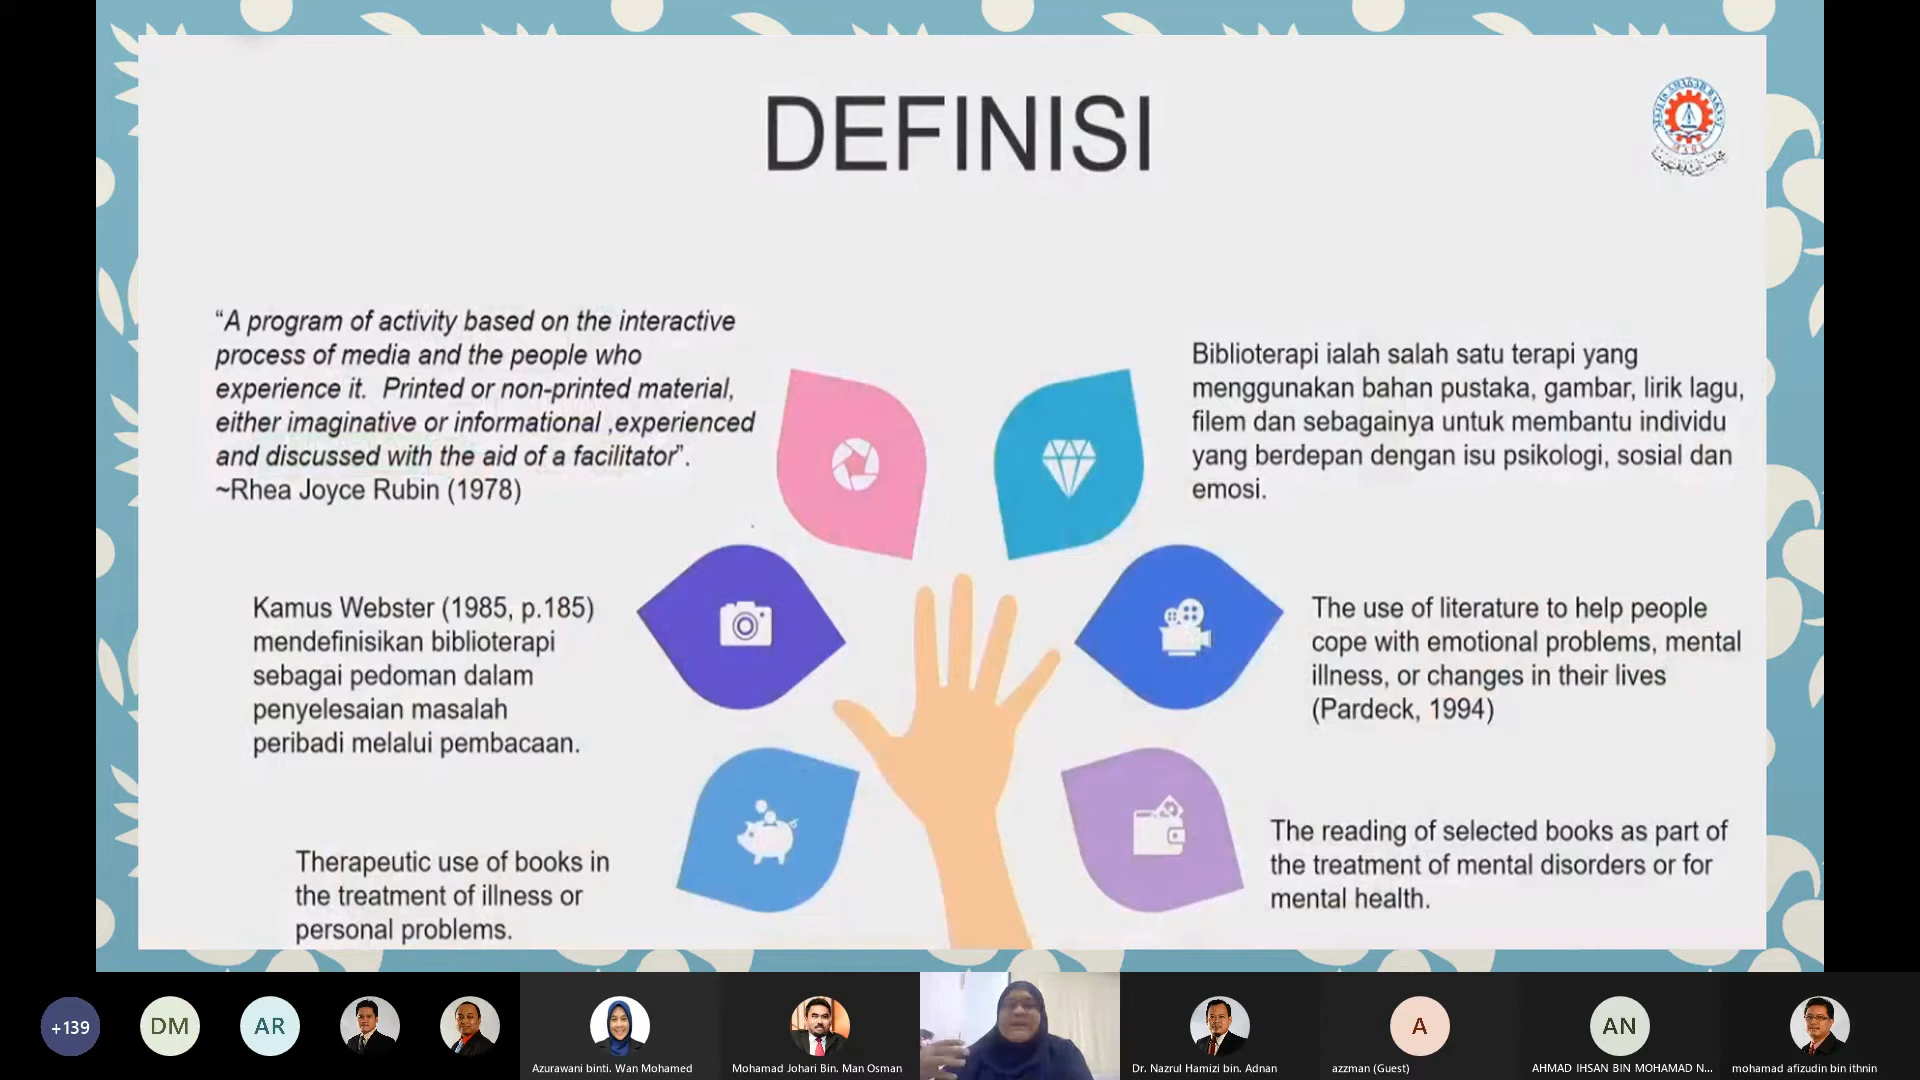 DEFINISI
“A program of activity based on the interactive
process of media and the people who
experience it. Printed or non-printed material,
either imaginative or informational ,experienced
and discussed with the aid of a facilitator”.
~Rhea Joyce Rubin (1978)
Biblioterapi ialah salah satu terapi yang
menggunakan bahan pustaka, gambar, lirik lagu,
filem dan sebagainya untuk membantu individu
yang berdepan dengan isu psikologi, sosial dan
emosi.
Kamus Webster (1985, p.185)
mendefinisikan biblioterapi
sebagai pedoman dalam
penyelesaian masalah
peribadi melalui pembacaan.
The use of literature to help people
cope with emotional problems, mental
illness, or changes in their lives
(Pardeck, 1994)
Therapeutic use of books in
the treatment of illness or
personal problems.
The reading of selected books as part of
the treatment of mental disorders or for
mental health.
+139
DM
AR
Azurawani binti. Wan Mohamed
Mohamad Johari Bin. Man Osman
Dr. Nazrul Hamizi bin. Adnan
A
azzman (Guest)
AN
AHMAD IHSAN BIN MOHAMAD N...
mohamad afizudin bin ithnin